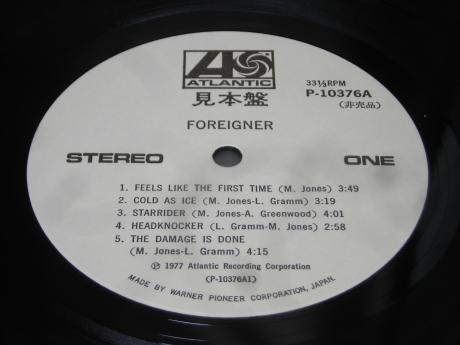 ATLANTIC
見本盤
33⅓RPM
P-10376A
(非売品)
FOREIGNER
STEREO
ONE
1. FEELS LIKE THE FIRST TIME (M. Jones) 3:49
2. COLD AS ICE (M. Jones-L. Gramm) 3:19
3. STARRIDER (M. Jones-A. Greenwood) 4:01
4. HEADKNOCKER (L. Gramm-M. Jones) 2:58
5. THE DAMAGE IS DONE
(M. Jones-L. Gramm) 4:15
Ⓟ 1977 Atlantic Recording Corporation
(P-10376A1)
MADE BY WARNER PIONEER CORPORATION, JAPAN.